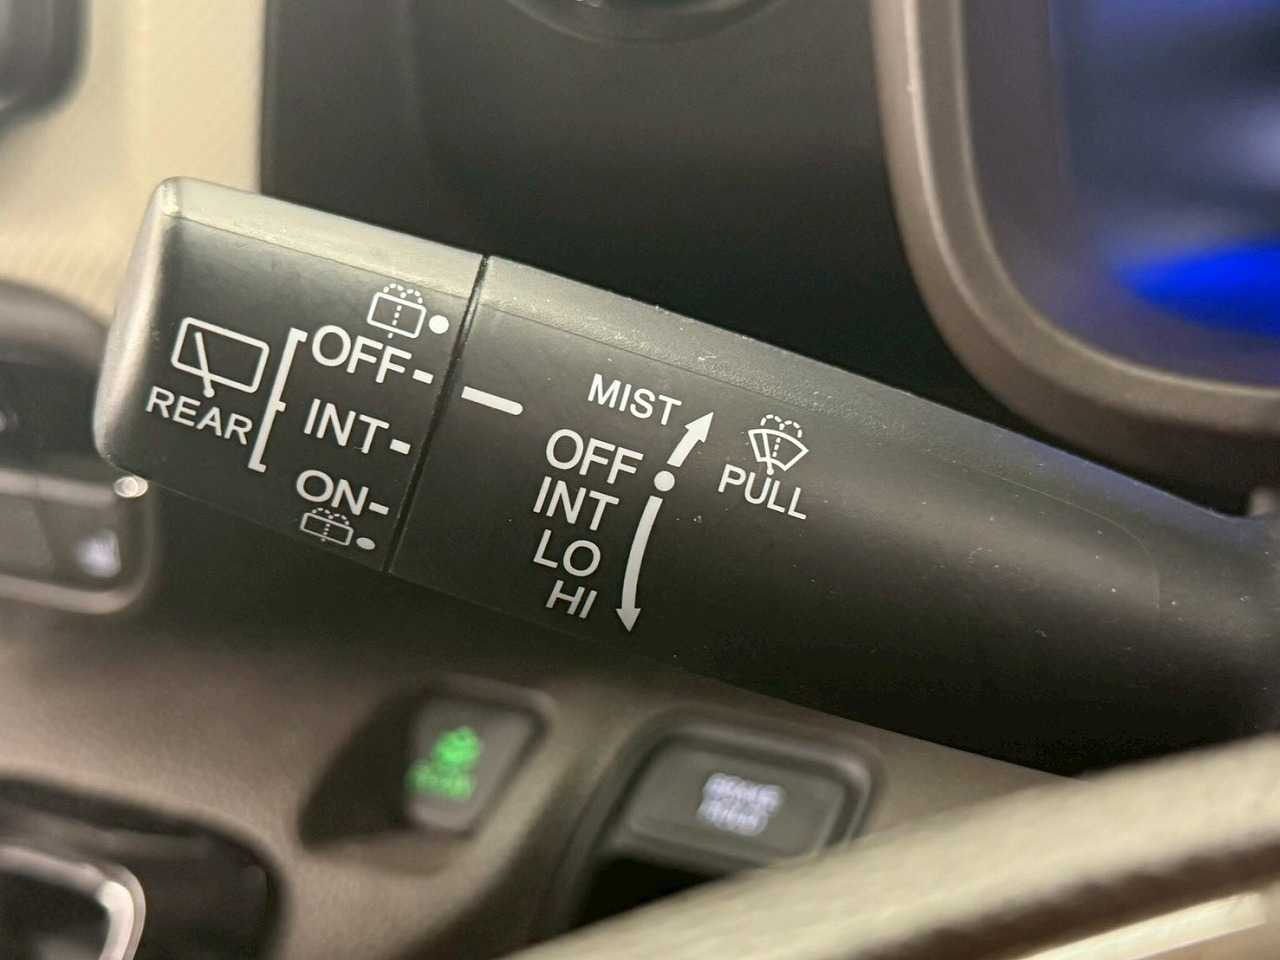 REAR
OFF
INT
ON
MIST
OFF
INT
LO
HI
PULL